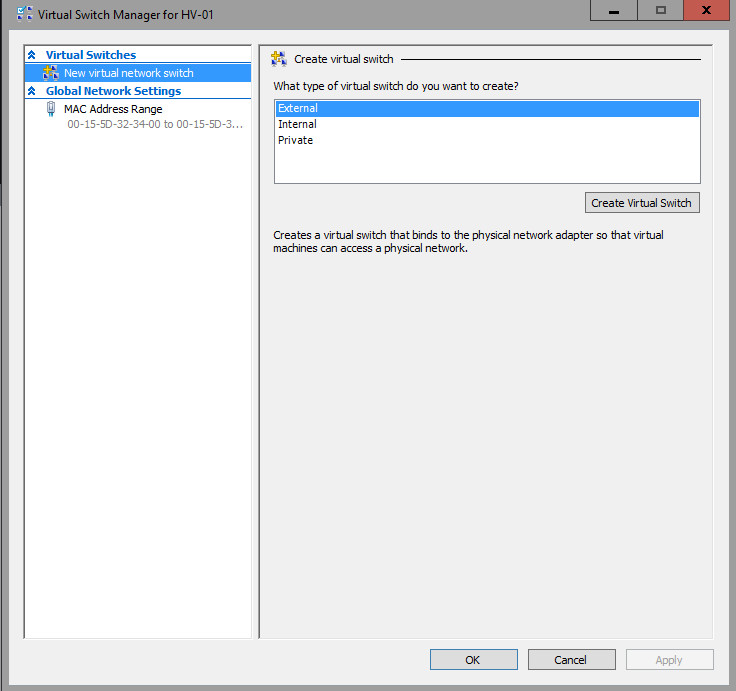 Virtual Switch Manager for HV-01
Virtual Switches
New virtual network switch
Global Network Settings
MAC Address Range
00-15-5D-32-34-00 to 00-15-5D-3...
Create virtual switch
What type of virtual switch do you want to create?
External
Internal
Private
Create Virtual Switch
Creates a virtual switch that binds to the physical network adapter so that virtual
machines can access a physical network.
OK
Cancel
Apply